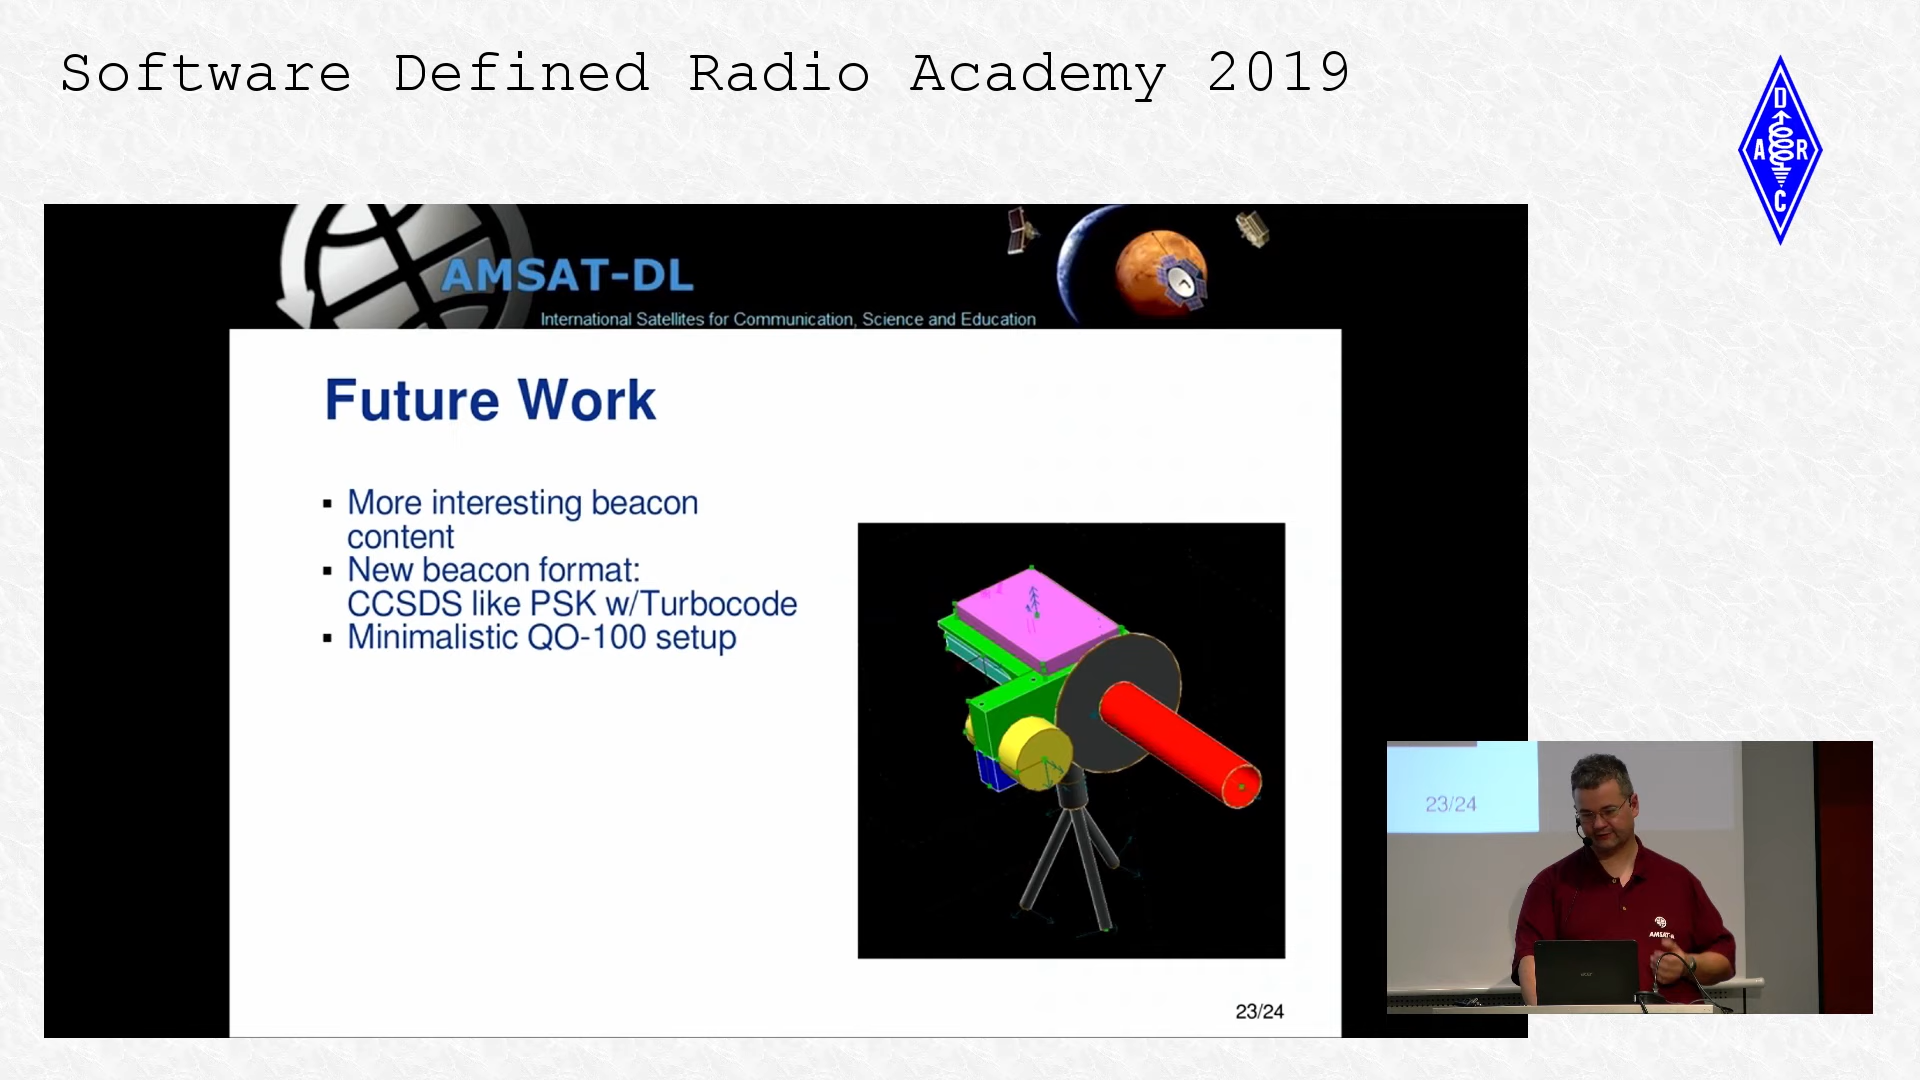 Software Defined Radio Academy 2019
D
A R
C
AMSAT-DL
International Satellites for Communication, Science and Education
Future Work
▪ More interesting beacon
content
▪ New beacon format:
CCSDS like PSK w/Turbocode
▪ Minimalistic QO-100 setup
23/24
23/24
acer